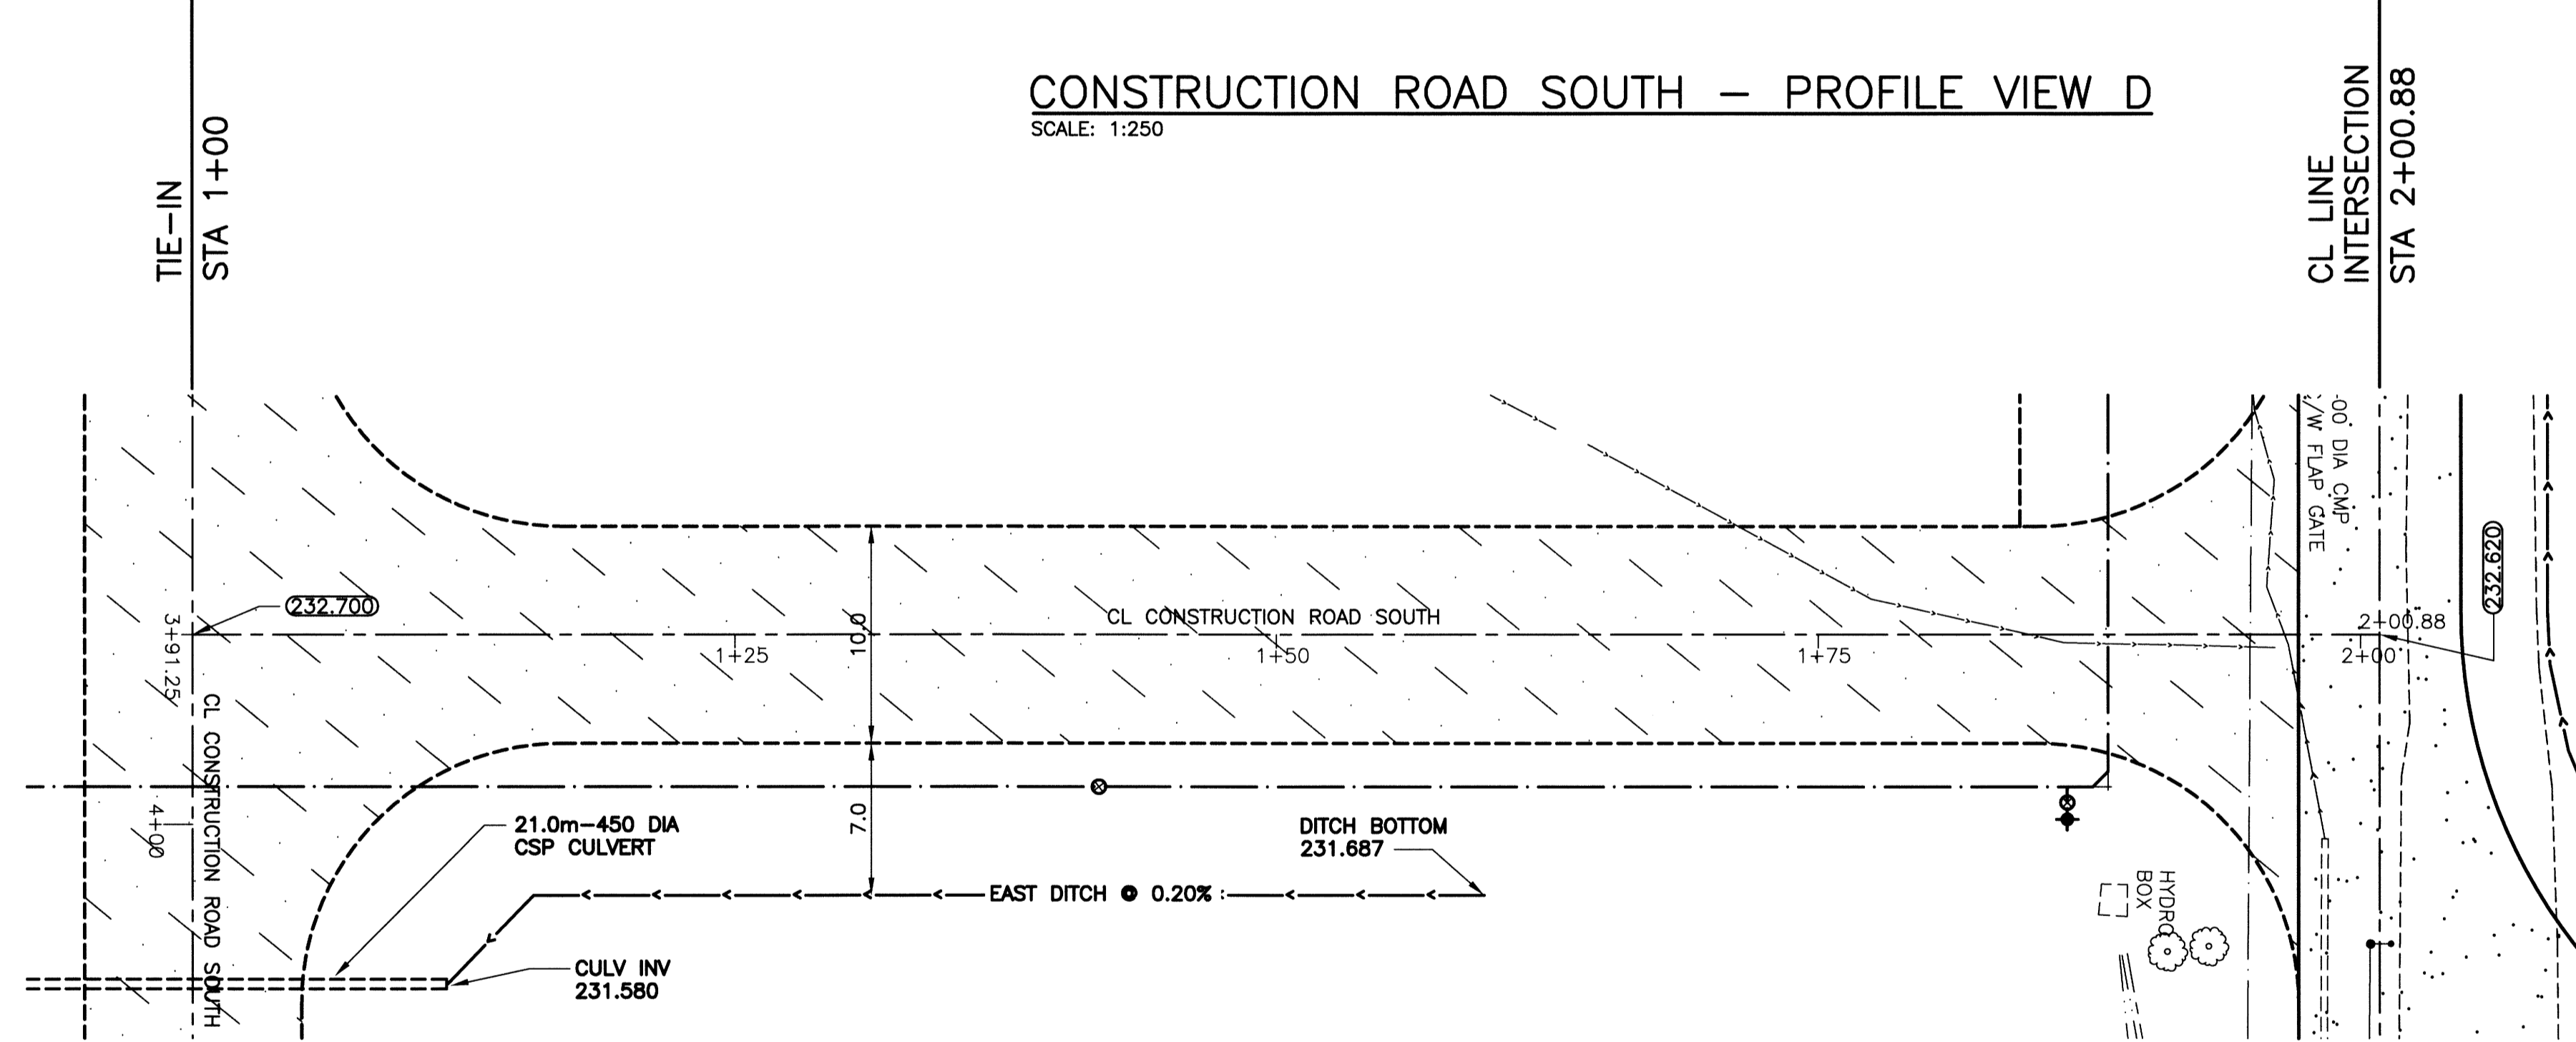 CONSTRUCTION ROAD SOUTH – PROFILE VIEW D
SCALE: 1:250
TIE-IN
STA 1+00
CL LINE
INTERSECTION
STA 2+00.88
DIA CMP
FLAP GATE
232.700
232.620
3+91.25
CL CONSTRUCTION ROAD SOUTH
10.0
1+25
1+50
1+75
2+00.88
2+00
CL CONSTRUCTION ROAD SOUTH
4+00
21.0m-450 DIA
CSP CULVERT
7.0
DITCH BOTTOM
231.687
EAST DITCH @ 0.20%
CULV INV
231.580
HYDRO
BOX